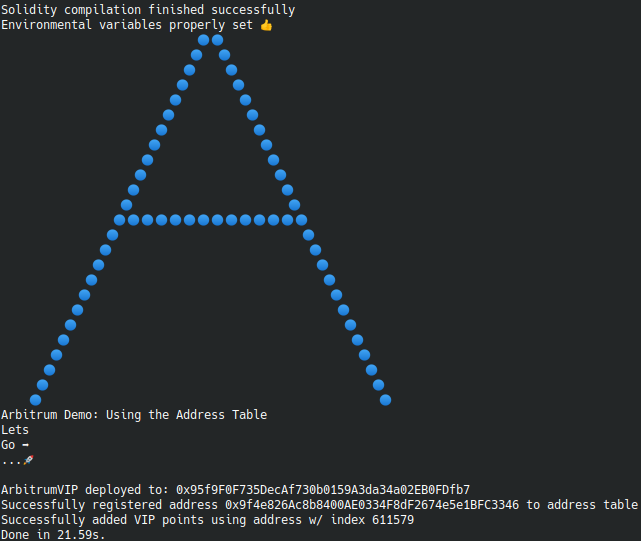 Solidity compilation finished successfully
Environmental variables properly set 👍
Arbitrum Demo: Using the Address Table
Lets
Go ➡
...🚀
ArbitrumVIP deployed to: 0x95f9F0F735DecAf730b0159A3da34a02EB0FDfb7
Successfully registered address 0x9f4e826Ac8b8400AE0334F8dF2674e5e1BFC3346 to address table
Successfully added VIP points using address w/ index 611579
Done in 21.59s.